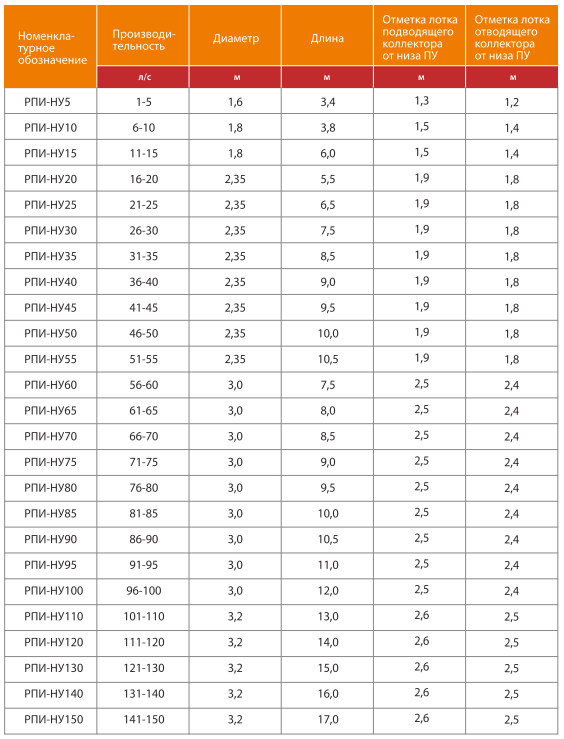 Номенкла-
турное
обозначение
Производи-
тельность
Диаметр
Длина
Отметка лотка
подводящего
коллектора
от низа ПУ
Отметка лотка
отводящего
коллектора
от низа ПУ
л/с м м м м
РПИ-НУ5 1-5 1,6 3,4 1,3 1,2
РПИ-НУ10 6-10 1,8 3,8 1,5 1,4
РПИ-НУ15 11-15 1,8 6,0 1,5 1,4
РПИ-НУ20 16-20 2,35 5,5 1,9 1,8
РПИ-НУ25 21-25 2,35 6,5 1,9 1,8
РПИ-НУ30 26-30 2,35 7,5 1,9 1,8
РПИ-НУ35 31-35 2,35 8,5 1,9 1,8
РПИ-НУ40 36-40 2,35 9,0 1,9 1,8
РПИ-НУ45 41-45 2,35 9,5 1,9 1,8
РПИ-НУ50 46-50 2,35 10,0 1,9 1,8
РПИ-НУ55 51-55 2,35 10,5 1,9 1,8
РПИ-НУ60 56-60 3,0 7,5 2,5 2,4
РПИ-НУ65 61-65 3,0 8,0 2,5 2,4
РПИ-НУ70 66-70 3,0 8,5 2,5 2,4
РПИ-НУ75 71-75 3,0 9,0 2,5 2,4
РПИ-НУ80 76-80 3,0 9,5 2,5 2,4
РПИ-НУ85 81-85 3,0 10,0 2,5 2,4
РПИ-НУ90 86-90 3,0 10,5 2,5 2,4
РПИ-НУ95 91-95 3,0 11,0 2,5 2,4
РПИ-НУ100 96-100 3,0 12,0 2,5 2,4
РПИ-НУ110 101-110 3,2 13,0 2,6 2,5
РПИ-НУ120 111-120 3,2 14,0 2,6 2,5
РПИ-НУ130 121-130 3,2 15,0 2,6 2,5
РПИ-НУ140 131-140 3,2 16,0 2,6 2,5
РПИ-НУ150 141-150 3,2 17,0 2,6 2,5